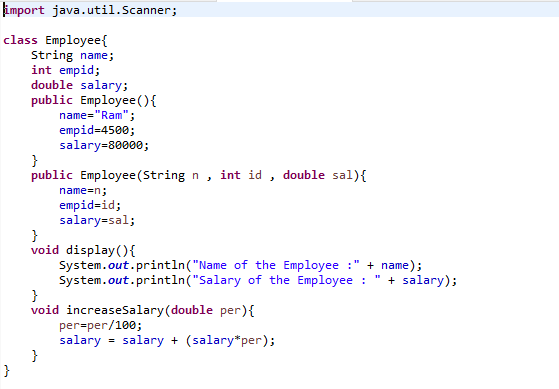 import java.util.Scanner;
class Employee{
String name;
int empid;
double salary;
public Employee(){
name="Ram";
empid=4500;
salary=80000;
}
public Employee(String n , int id , double sal){
name=n;
empid=id;
salary=sal;
}
void display(){
System.out.println("Name of the Employee :" + name);
System.out.println("Salary of the Employee : " + salary);
}
void increaseSalary(double per){
per=per/100;
salary = salary + (salary*per);
}
}